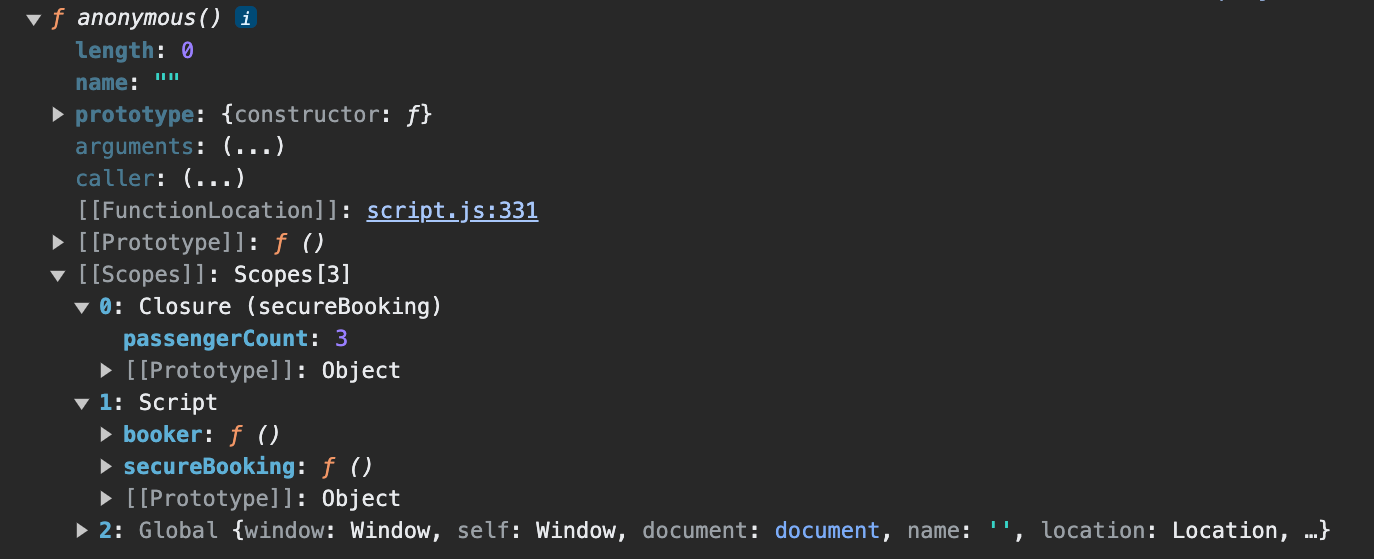 ▼ ƒ anonymous() i
length: 0
name: ""
▶ prototype: {constructor: ƒ}
arguments: (...)
caller: (...)
[[FunctionLocation]]: script.js:331
▶ [[Prototype]]: ƒ ()
▼ [[Scopes]]: Scopes[3]
▼ 0: Closure (secureBooking)
passengerCount: 3
▶ [[Prototype]]: Object
▼ 1: Script
▶ booker: ƒ ()
▶ secureBooking: ƒ ()
▶ [[Prototype]]: Object
▶ 2: Global {window: Window, self: Window, document: document, name: '', location: Location, …}